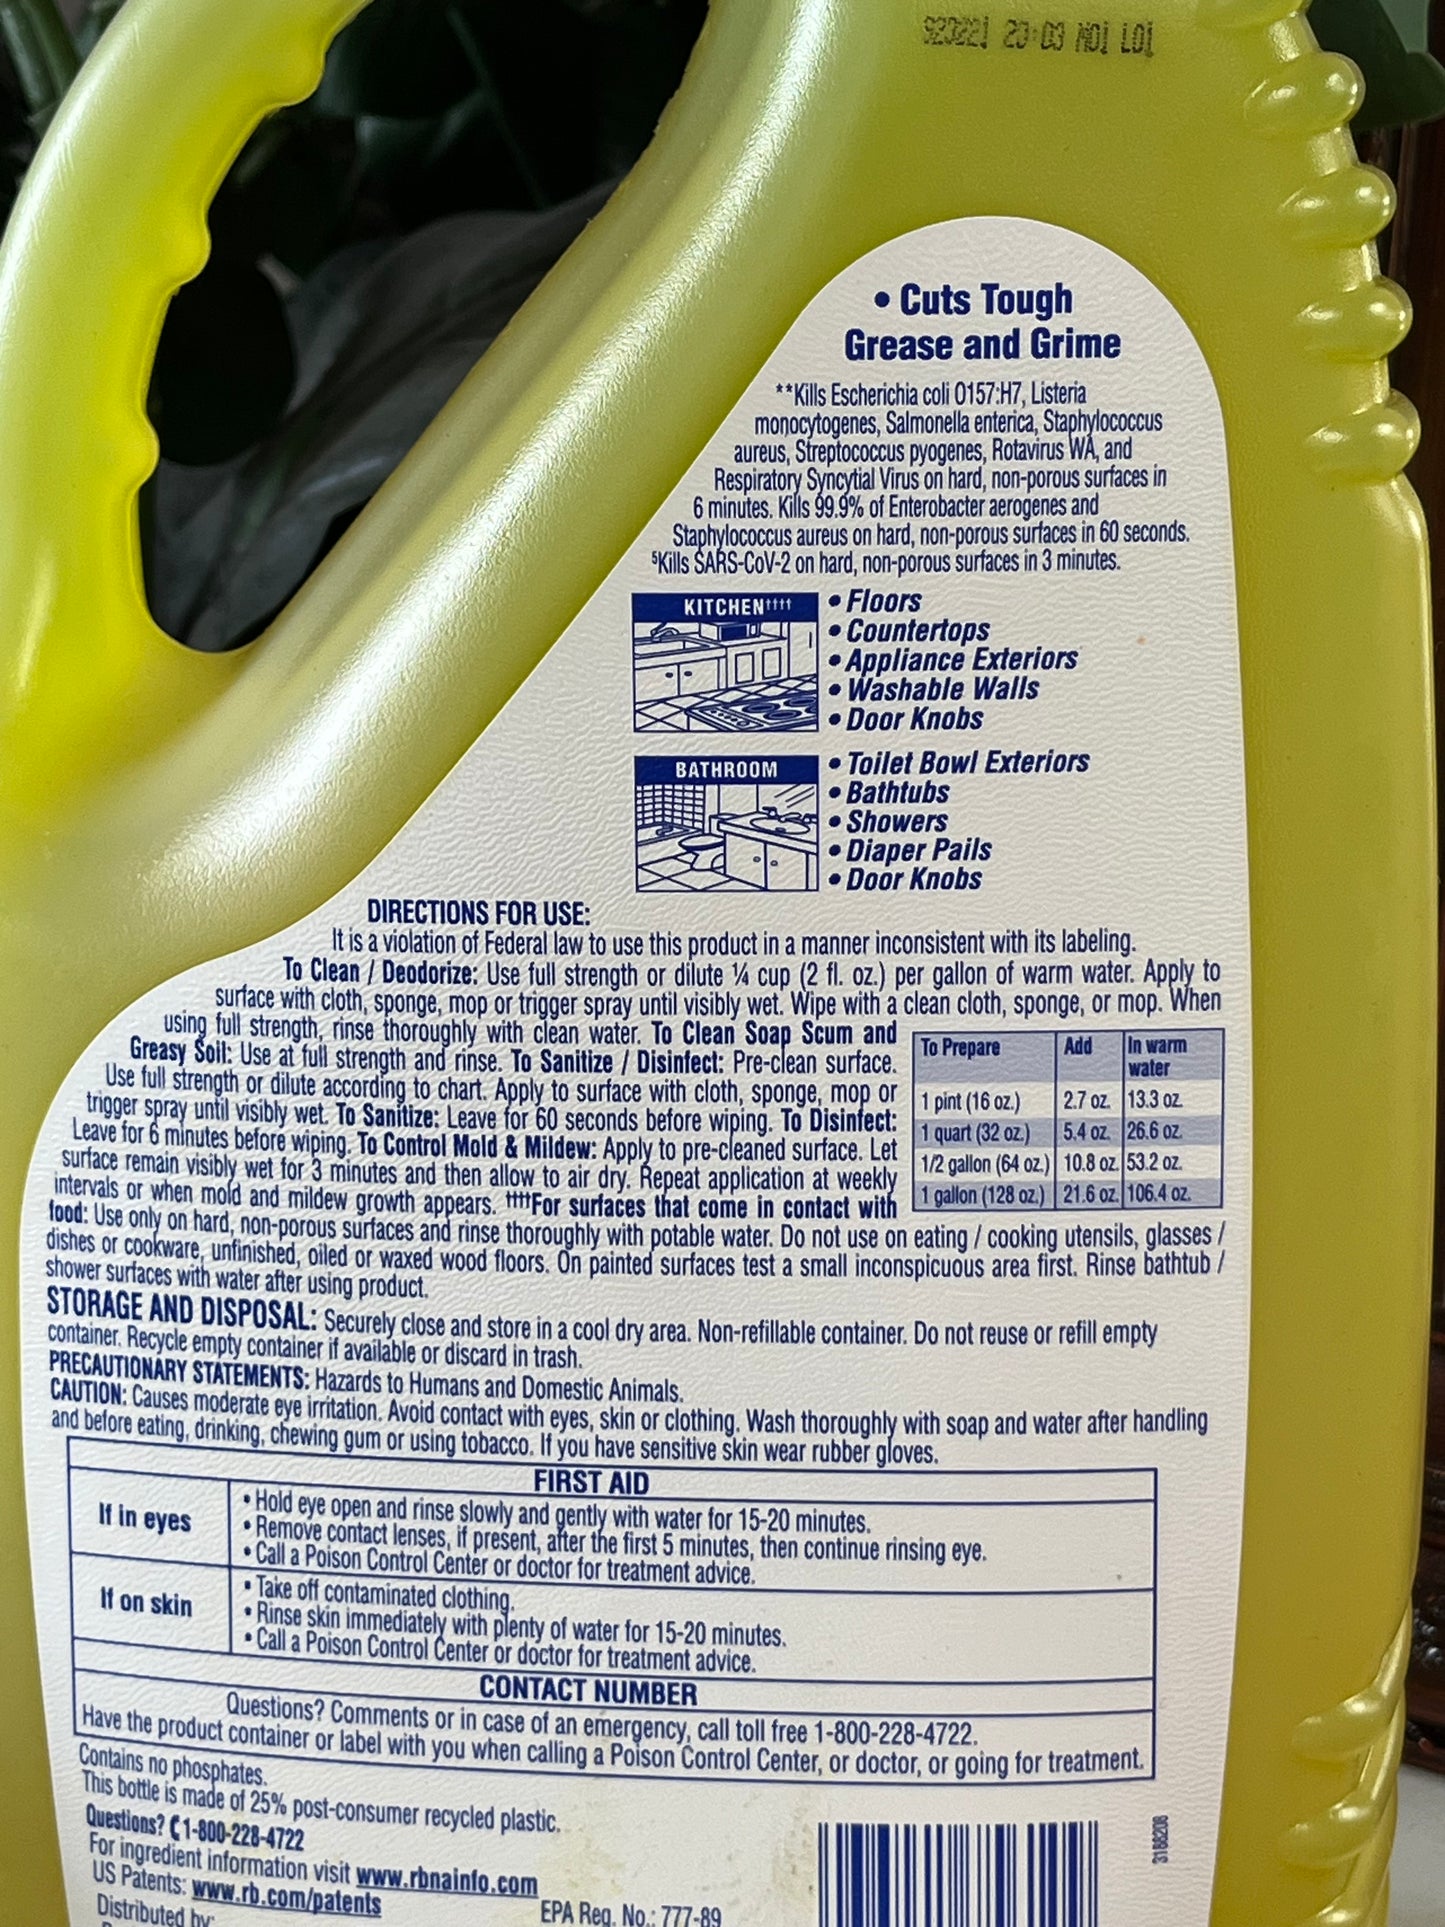 23:03 NO1 L01
• Cuts Tough
Grease and Grime
**Kills Escherichia coli O157:H7, Listeria
monocytogenes, Salmonella enterica, Staphylococcus
aureus, Streptococcus pyogenes, Rotavirus WA, and
Respiratory Syncytial Virus on hard, non-porous surfaces in
6 minutes. Kills 99.9% of Enterobacter aerogenes and
Staphylococcus aureus on hard, non-porous surfaces in 60 seconds.
§Kills SARS-CoV-2 on hard, non-porous surfaces in 3 minutes.
KITCHEN††††
• Floors
• Countertops
• Appliance Exteriors
• Washable Walls
• Door Knobs
BATHROOM
• Toilet Bowl Exteriors
• Bathtubs
• Showers
• Diaper Pails
• Door Knobs
DIRECTIONS FOR USE:
It is a violation of Federal law to use this product in a manner inconsistent with its labeling.
To Clean / Deodorize: Use full strength or dilute ¼ cup (2 fl. oz.) per gallon of warm water. Apply to
surface with cloth, sponge, mop or trigger spray until visibly wet. Wipe with a clean cloth, sponge, or mop. When
using full strength, rinse thoroughly with clean water. To Clean Soap Scum and
Greasy Soil: Use at full strength and rinse. To Sanitize / Disinfect: Pre-clean surface.
Use full strength or dilute according to chart. Apply to surface with cloth, sponge, mop or
trigger spray until visibly wet. To Sanitize: Leave for 60 seconds before wiping. To Disinfect:
Leave for 6 minutes before wiping. To Control Mold & Mildew: Apply to pre-cleaned surface. Let
surface remain visibly wet for 3 minutes and then allow to air dry. Repeat application at weekly
intervals or when mold and mildew growth appears. ††††For surfaces that come in contact with
food: Use only on hard, non-porous surfaces and rinse thoroughly with potable water. Do not use on eating / cooking utensils, glasses /
dishes or cookware, unfinished, oiled or waxed wood floors. On painted surfaces test a small inconspicuous area first. Rinse bathtub /
shower surfaces with water after using product.
To Prepare Add In warm
water
1 pint (16 oz.) 2.7 oz. 13.3 oz.
1 quart (32 oz.) 5.4 oz. 26.6 oz.
1/2 gallon (64 oz.) 10.8 oz. 53.2 oz.
1 gallon (128 oz.) 21.6 oz. 106.4 oz.
STORAGE AND DISPOSAL: Securely close and store in a cool dry area. Non-refillable container. Do not reuse or refill empty
container. Recycle empty container if available or discard in trash.
PRECAUTIONARY STATEMENTS: Hazards to Humans and Domestic Animals.
CAUTION: Causes moderate eye irritation. Avoid contact with eyes, skin or clothing. Wash thoroughly with soap and water after handling
and before eating, drinking, chewing gum or using tobacco. If you have sensitive skin wear rubber gloves.
FIRST AID
If in eyes
• Hold eye open and rinse slowly and gently with water for 15-20 minutes.
• Remove contact lenses, if present, after the first 5 minutes, then continue rinsing eye.
• Call a Poison Control Center or doctor for treatment advice.
If on skin
• Take off contaminated clothing.
• Rinse skin immediately with plenty of water for 15-20 minutes.
• Call a Poison Control Center or doctor for treatment advice.
CONTACT NUMBER
Questions? Comments or in case of an emergency, call toll free 1-800-228-4722.
Have the product container or label with you when calling a Poison Control Center, or doctor, or going for treatment.
Contains no phosphates.
This bottle is made of 25% post-consumer recycled plastic.
Questions? 1-800-228-4722
For ingredient information visit www.rbnainfo.com
US Patents: www.rb.com/patents
Distributed by:
EPA Reg. No.: 777-89
3188208